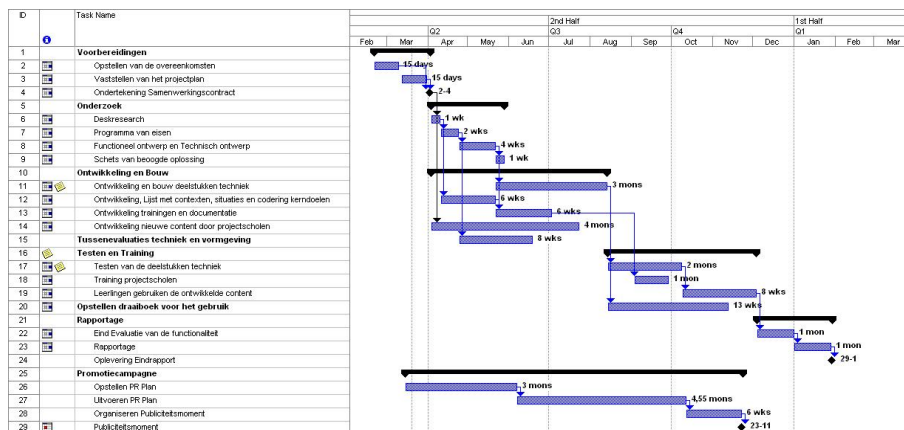 ID Task Name
2nd Half 1st Half
Q2 Q3 Q4 Q1
Feb Mar Apr May Jun Jul Aug Sep Oct Nov Dec Jan Feb Mar
1 Voorbereidingen
2 Opstellen van de overeenkomsten 15 days
3 Vaststellen van het projectplan 15 days
4 Ondertekening Samenwerkingscontract 2-4
5 Onderzoek
6 Deskresearch 1 wk
7 Programma van eisen 2 wks
8 Functioneel ontwerp en Technisch ontwerp 4 wks
9 Schets van beoogde oplossing 1 wk
10 Ontwikkeling en Bouw
11 Ontwikkeling en bouw deelstukken techniek 3 mons
12 Ontwikkeling, Lijst met contexten, situaties en codering kerndoelen 6 wks
13 Ontwikkeling trainingen en documentatie 6 wks
14 Ontwikkeling nieuwe content door projectscholen 4 mons
15 Tussenevaluaties techniek en vormgeving 8 wks
16 Testen en Training
17 Testen van de deelstukken techniek 2 mons
18 Training projectscholen 1 mon
19 Leerlingen gebruiken de ontwikkelde content 8 wks
20 Opstellen draaiboek voor het gebruik 13 wks
21 Rapportage
22 Eind Evaluatie van de functionaliteit 1 mon
23 Rapportage 1 mon
24 Oplevering Eindrapport 29-1
25 Promotiecampagne
26 Opstellen PR Plan 3 mons
27 Uitvoeren PR Plan 4,55 mons
28 Organiseren Publiciteitsmoment 6 wks
29 Publiciteitsmoment 23-11